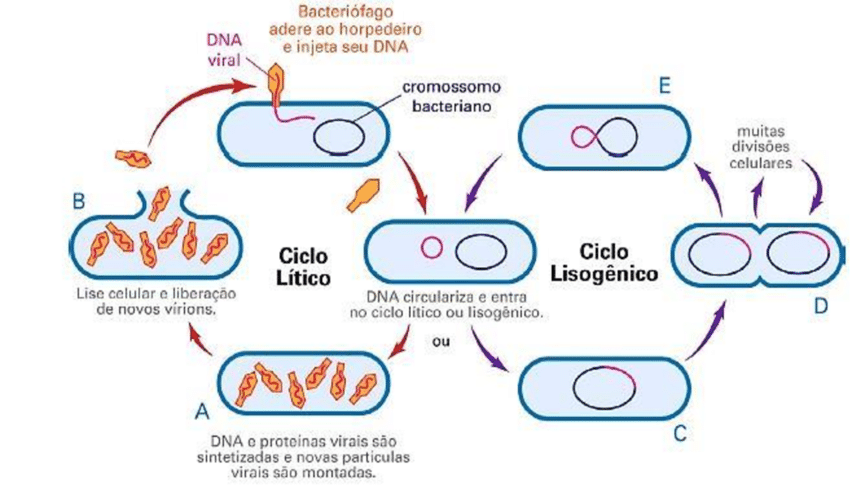 Bacteriófago
adere ao horpedeiro
e injeta seu DNA
DNA
viral
cromossomo
bacteriano
E
muitas
divisões
celulares
B
Ciclo
Lítico
Ciclo
Lisogênico
Lise celular e liberação
de novos vírions.
DNA circulariza e entra
no ciclo lítico ou lisogênico.
D
ou
A
C
DNA e proteínas virais são
sintetizadas e novas particulas
virais são montadas.